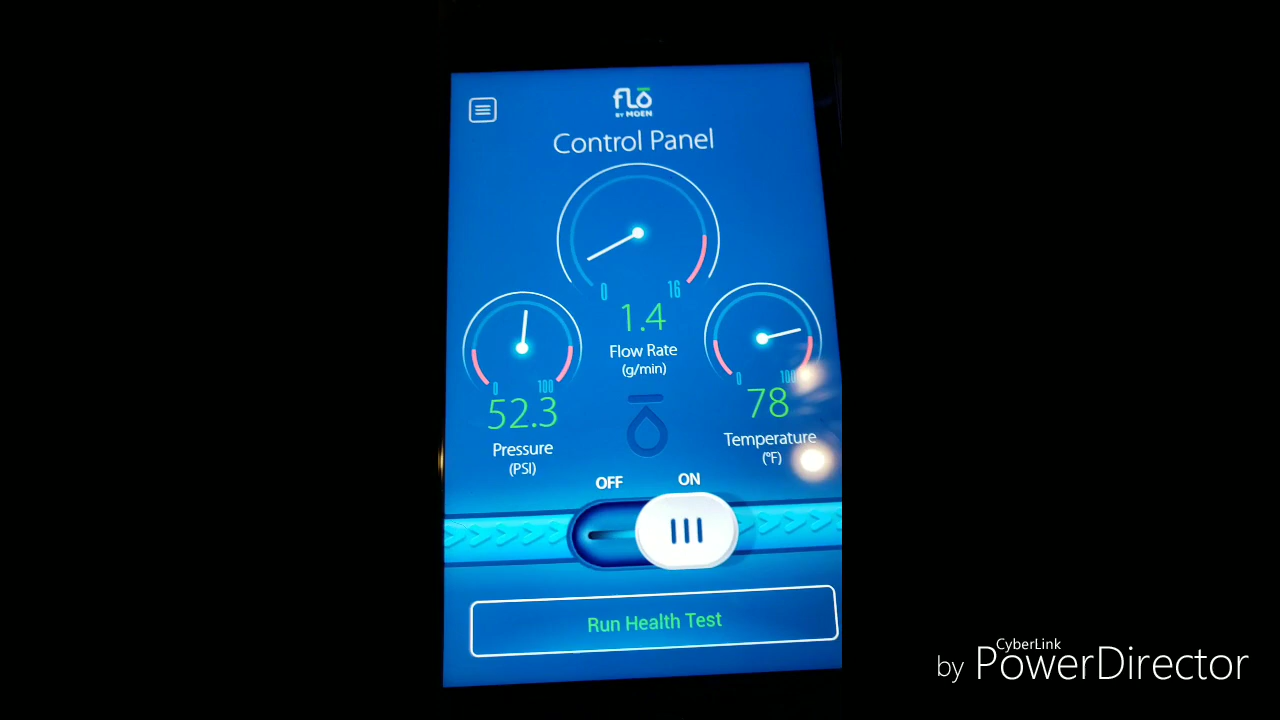 flo
BY MOEN
Control Panel
0 16
1.4
Flow Rate
(g/min)
0 100
52.3
Pressure
(PSI)
0 100
78
Temperature
(°F)
OFF ON
Run Health Test
CyberLink
by PowerDirector